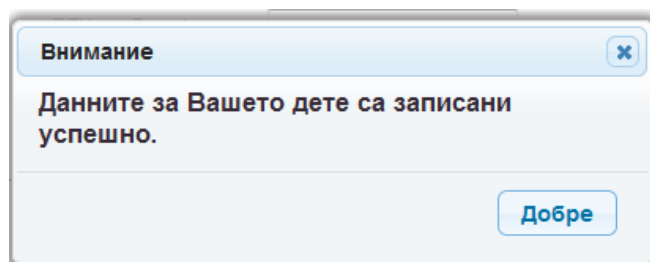 Внимание
Данните за Вашето дете са записани
успешно.
Добре